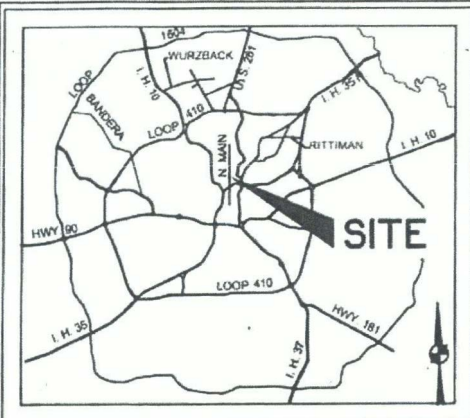 1604
WURZBACK
LOOP
I. H. 10
U. S. 281
I. H. 35
BANDERA
LOOP 410
N. MAIN
RITTIMAN
I. H. 10
SITE
HWY. 90
LOOP 410
I. H. 35
HWY. 181
I. H. 37